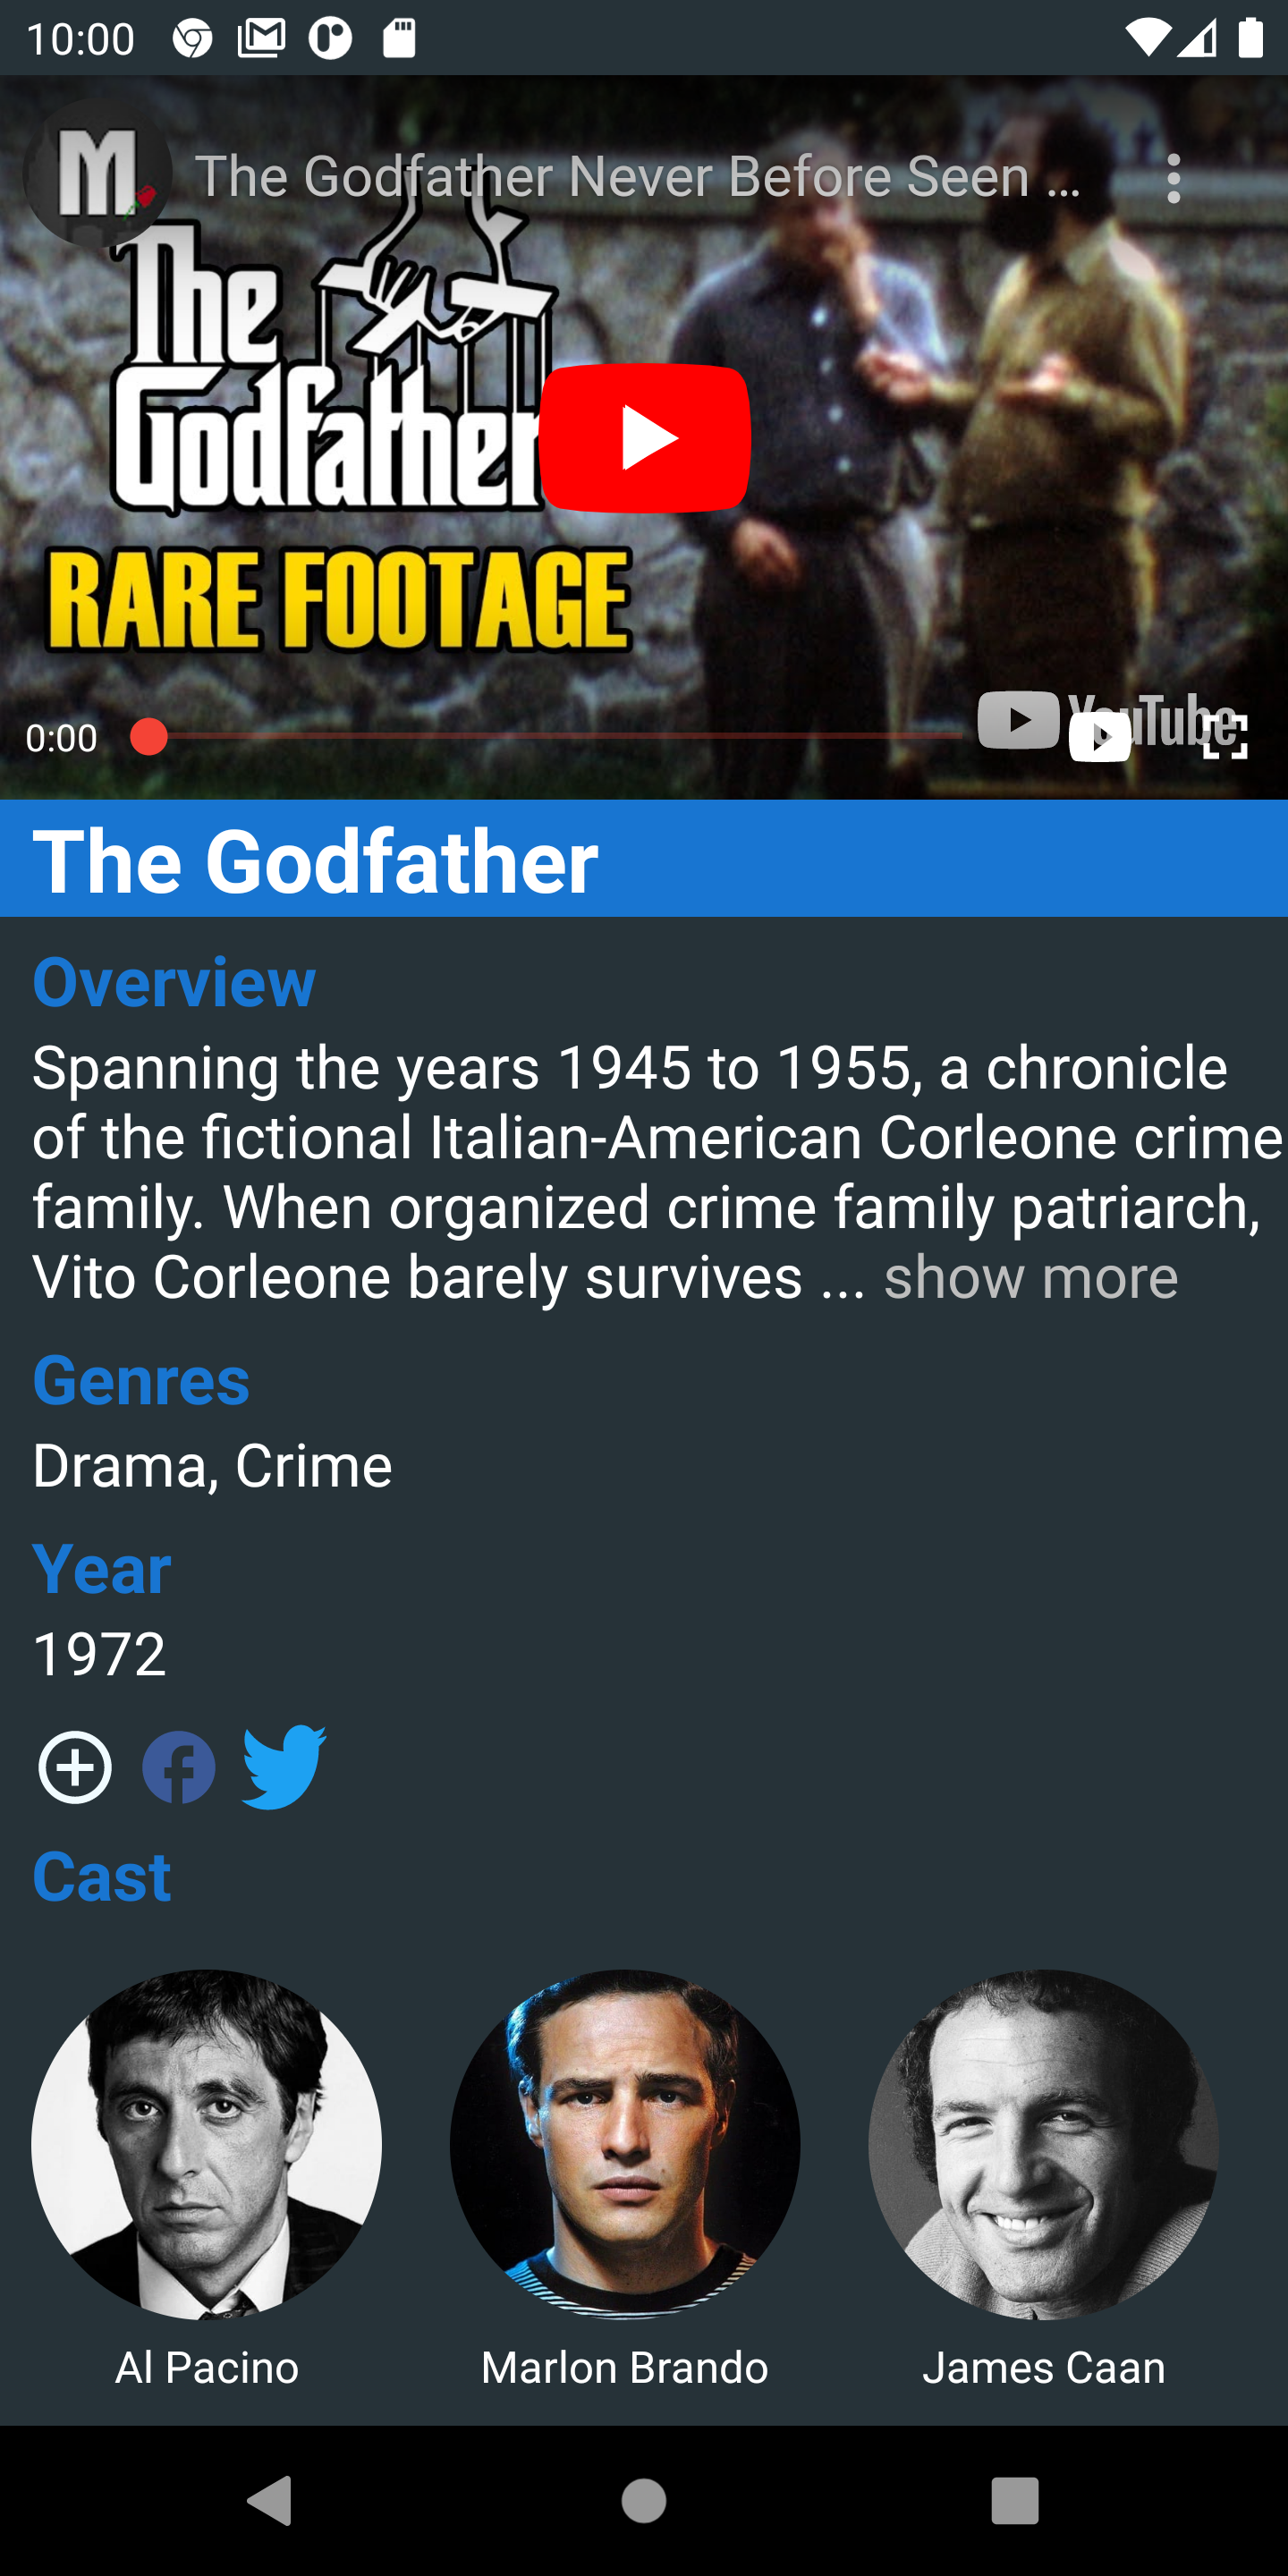 10:00
M
The Godfather Never Before Seen ...
The
Godfather
RARE FOOTAGE
0:00
YouTube
The Godfather
Overview
Spanning the years 1945 to 1955, a chronicle
of the fictional Italian-American Corleone crime
family. When organized crime family patriarch,
Vito Corleone barely survives ... show more
Genres
Drama, Crime
Year
1972
Cast
Al Pacino
Marlon Brando
James Caan